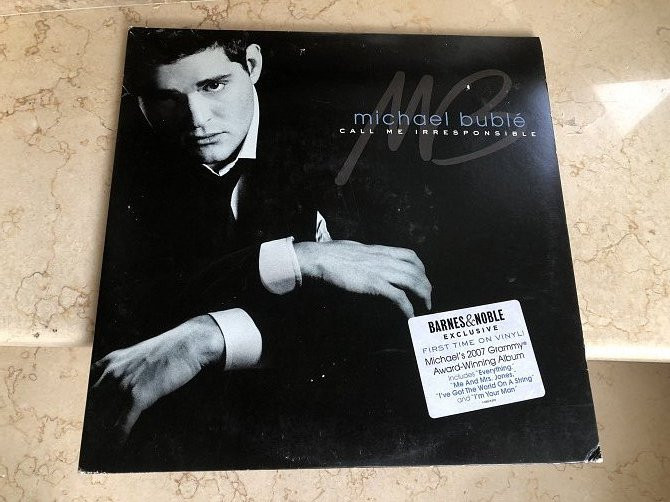 MB
michael bublé
CALL ME IRRESPONSIBLE
BARNES&NOBLE
EXCLUSIVE
FIRST TIME ON VINYL!
Michael's 2007 Grammy®
Award-Winning Album
includes "Everything,"
"Me And Mrs. Jones,
"I've Got The World On A String"
and "I'm Your Man"